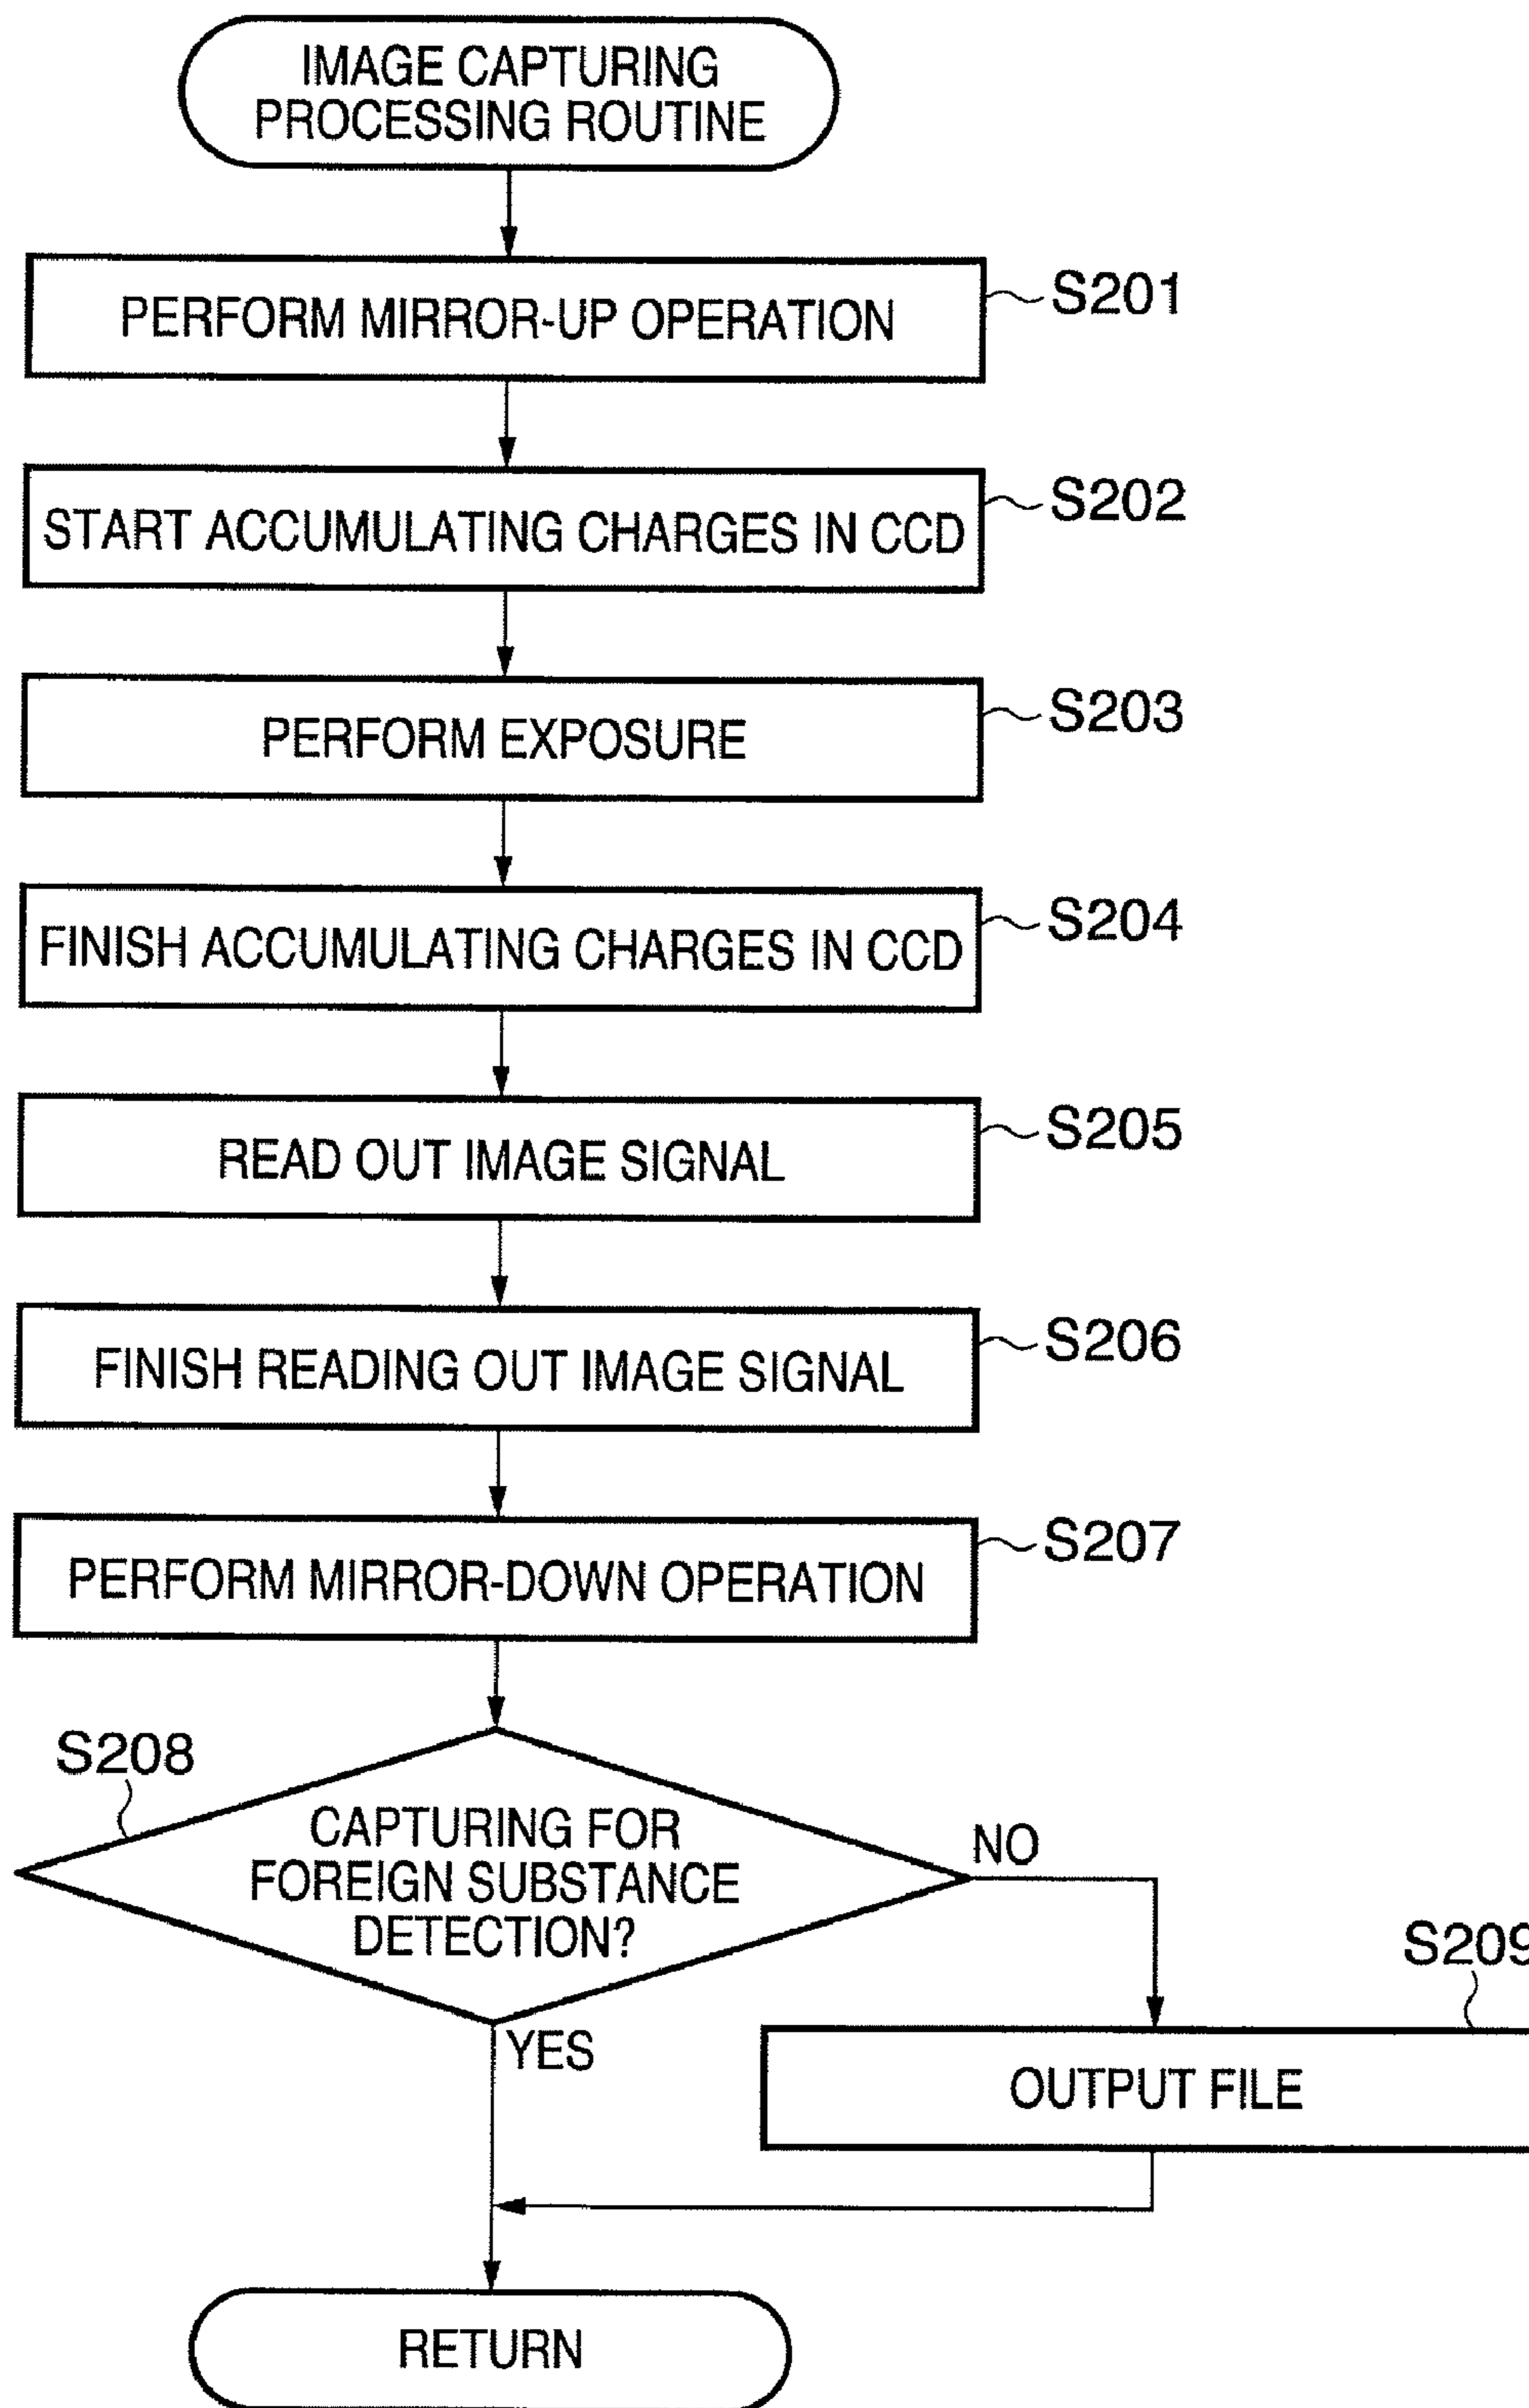 IMAGE CAPTURING
PROCESSING ROUTINE
PERFORM MIRROR-UP OPERATION
S201
START ACCUMULATING CHARGES IN CCD
S202
PERFORM EXPOSURE
S203
FINISH ACCUMULATING CHARGES IN CCD
S204
READ OUT IMAGE SIGNAL
S205
FINISH READING OUT IMAGE SIGNAL
S206
PERFORM MIRROR-DOWN OPERATION
S207
S208
CAPTURING FOR
FOREIGN SUBSTANCE
DETECTION?
NO
S209
YES
OUTPUT FILE
RETURN